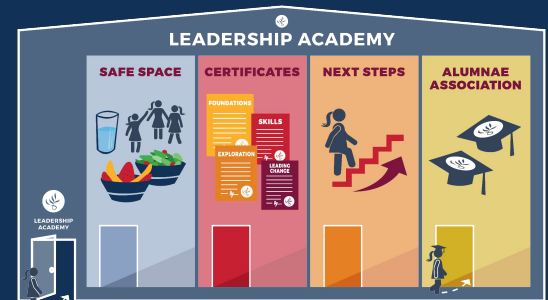 LEADERSHIP ACADEMY
SAFE SPACE
CERTIFICATES
NEXT STEPS
ALUMNAE
ASSOCIATION
FOUNDATIONS
SKILLS
EXPLORATION
LEADING
CHANGE
LEADERSHIP
ACADEMY